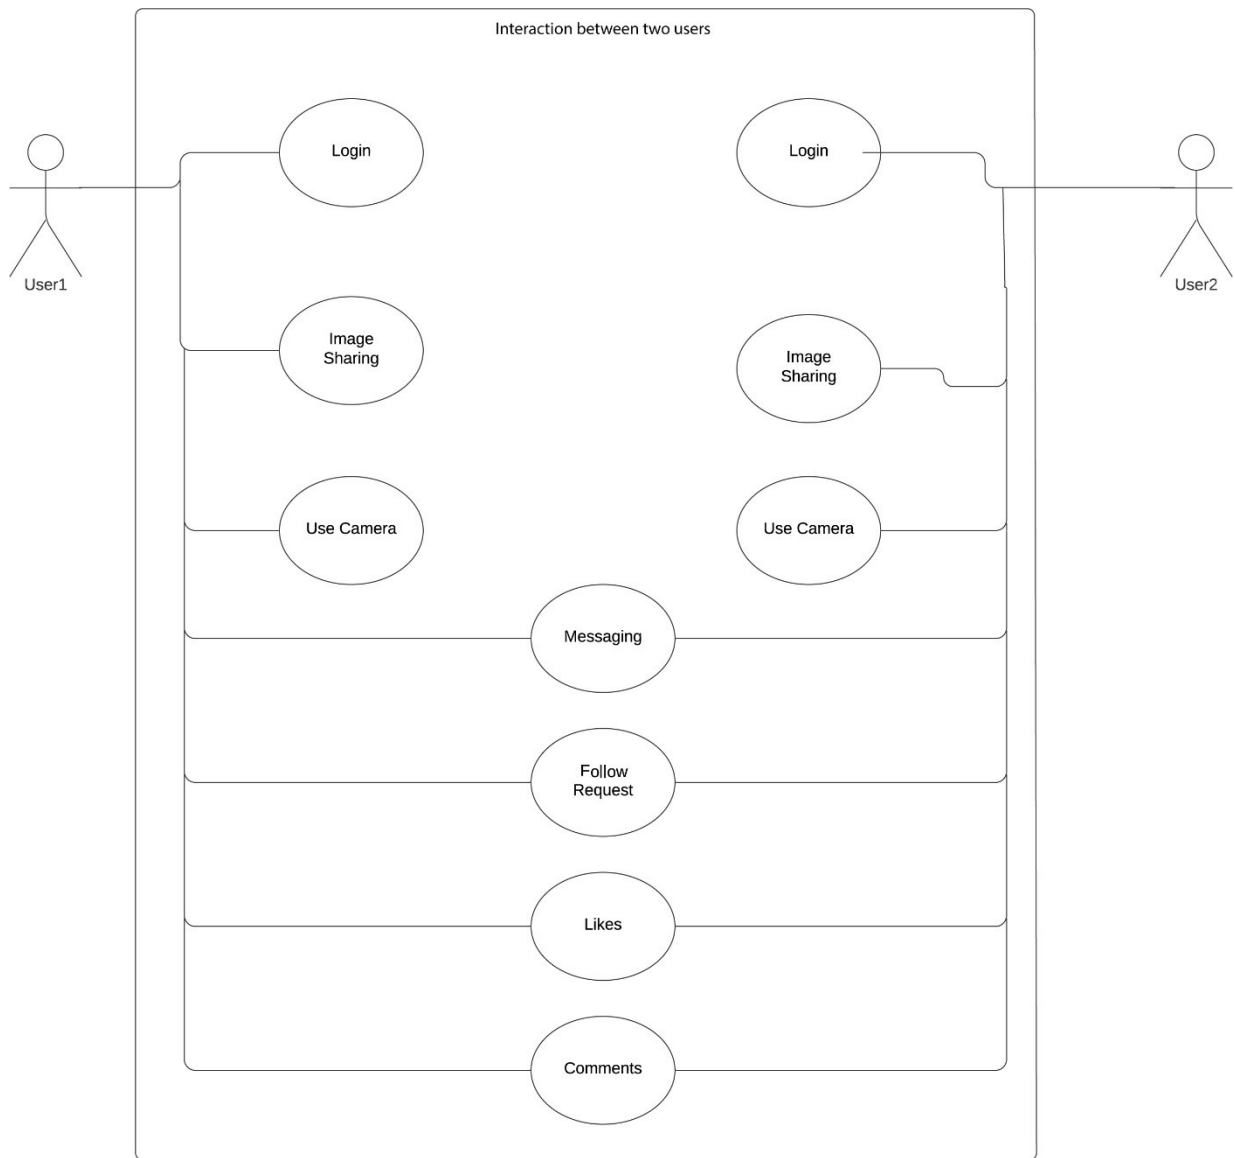 Interaction between two users
Login
Login
User1
User2
Image
Sharing
Image
Sharing
Use Camera
Use Camera
Messaging
Follow
Request
Likes
Comments